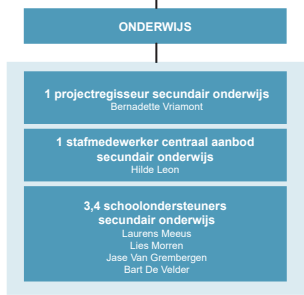 ONDERWIJS
1 projectregisseur secundair onderwijs
Bernadette Vriamont
1 stafmedewerker centraal aanbod
secundair onderwijs
Hilde Leon
3,4 schoolondersteuners
secundair onderwijs
Laurens Meeus
Lies Morren
Jase Van Grembergen
Bart De Velder